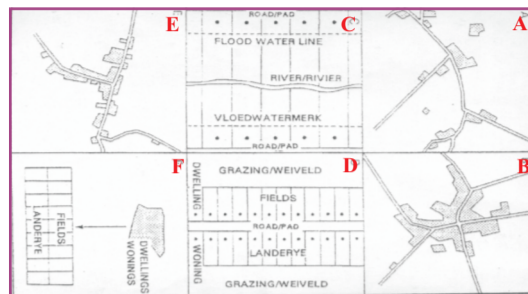 E
ROAD/PAD
C
A
FLOOD WATER LINE
RIVER/RIVIER
VLOEDWATERMERK
ROAD/PAD
F
LANDERYE
FIELDS
DWELLINGS
WONINGS
DWELLING
D
GRAZING/WEIVELD
FIELDS
ROAD/PAD
WONING
LANDERYE
GRAZING/WEIVELD
B